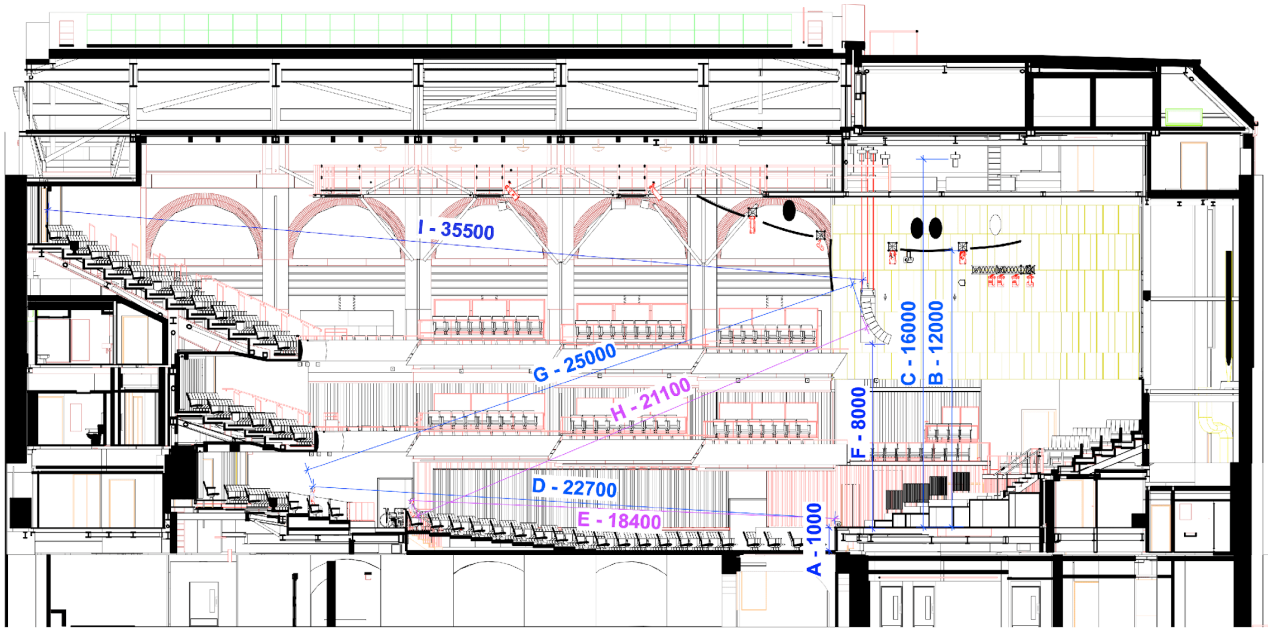 I - 35500
G - 25000
H - 21100
C - 16000
B - 12000
F - 8000
D - 22700
E - 18400
A - 1000